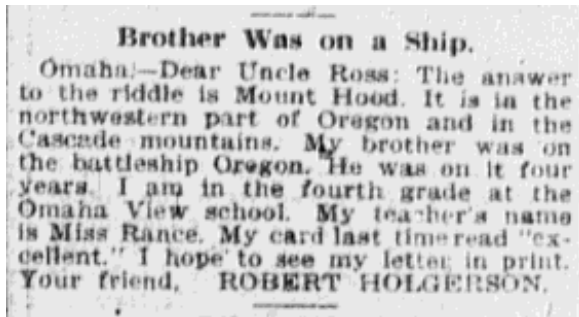 Brother Was on a Ship.
Omaha.—Dear Uncle Ross: The answer
to the riddle is Mount Hood. It is in the
northwestern part of Oregon and in the
Cascade mountains. My brother was on
the battleship Oregon. He was on it four
years. I am in the fourth grade at the
Omaha View school. My teacher's name
is Miss Rance. My card last time read "ex-
cellent." I hope to see my letter in print.
Your friend, ROBERT HOLGERSON.